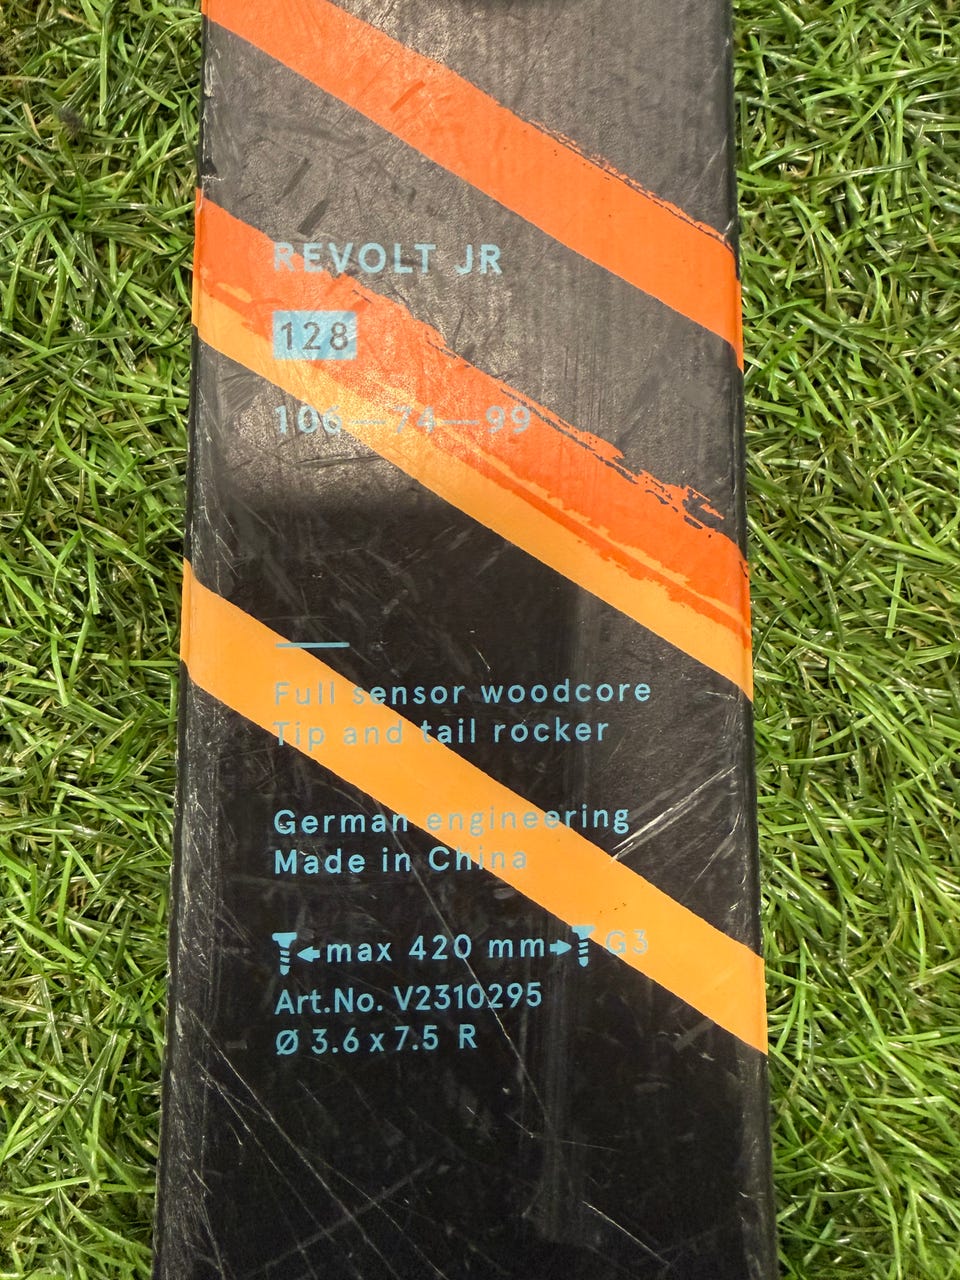 REVOLT JR
128
106—74—99
Full sensor woodcore
Tip and tail rocker
German engineering
Made in China
max 420 mm G3
Art.No. V2310295
Ø 3.6 x 7.5 R